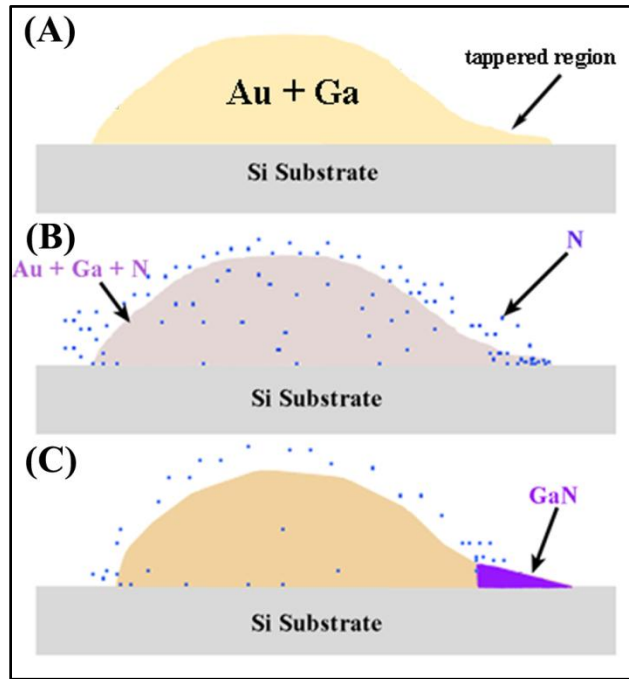 (A)
tappered region
Au + Ga
Si Substrate
(B)
N
Au + Ga + N
Si Substrate
(C)
GaN
Si Substrate